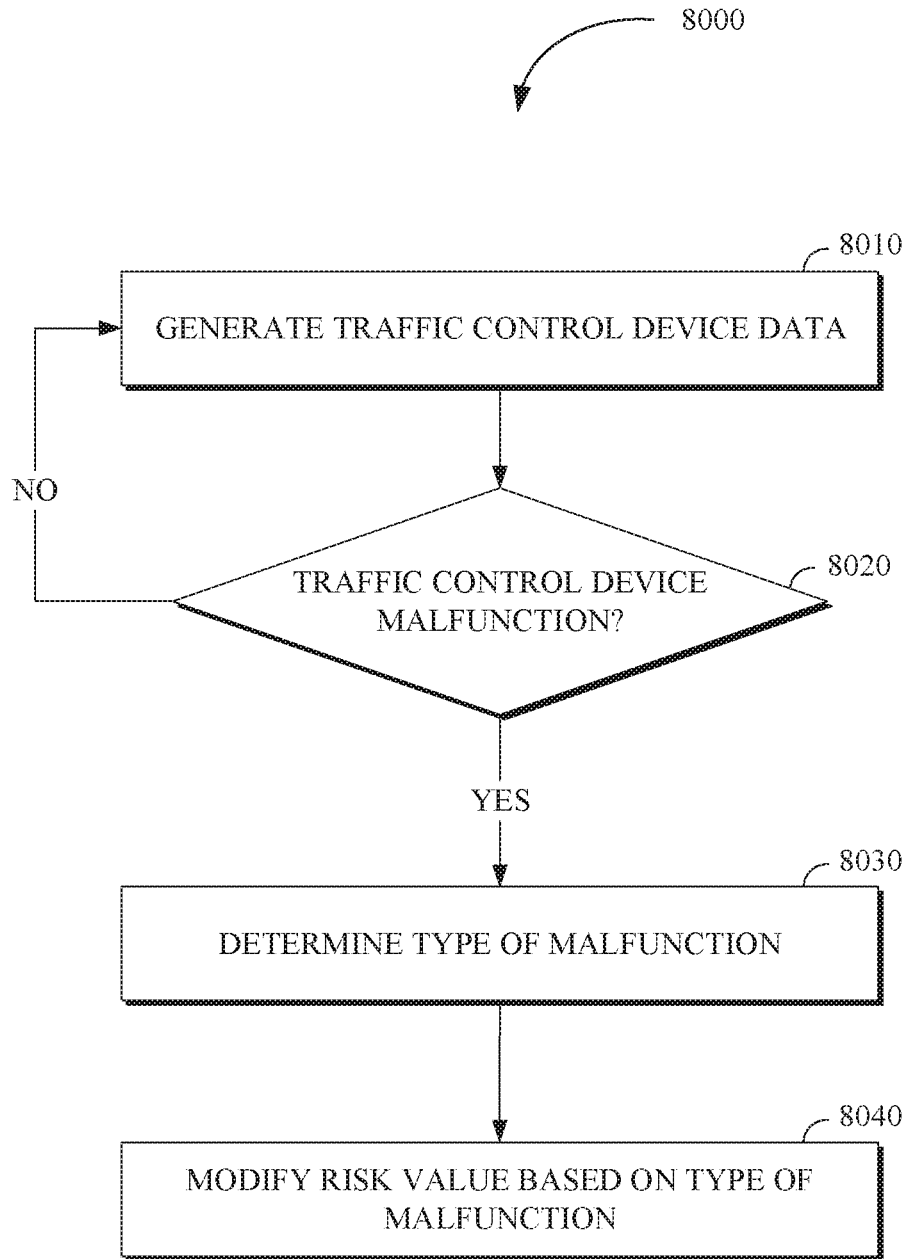 8000
8010
GENERATE TRAFFIC CONTROL DEVICE DATA
NO
TRAFFIC CONTROL DEVICE
MALFUNCTION?
8020
YES
8030
DETERMINE TYPE OF MALFUNCTION
8040
MODIFY RISK VALUE BASED ON TYPE OF
MALFUNCTION